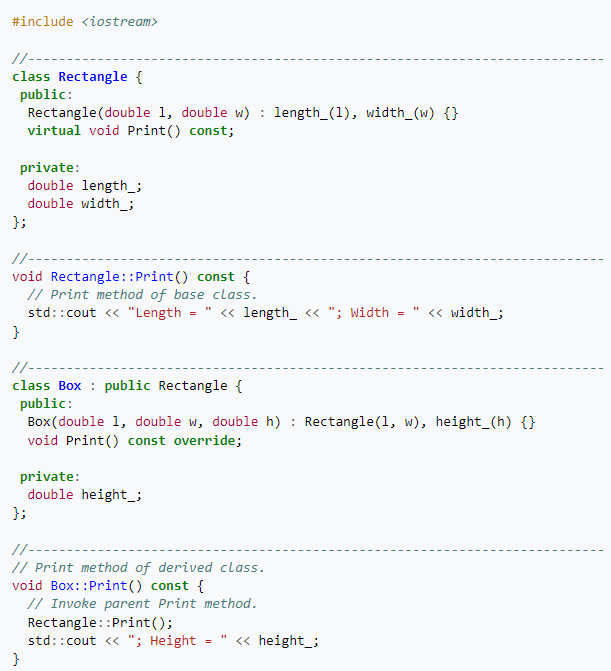 #include <iostream>
//--------------------------------------------------------------------------
class Rectangle {
 public:
  Rectangle(double l, double w) : length_(l), width_(w) {}
  virtual void Print() const;
 private:
  double length_;
  double width_;
};
//--------------------------------------------------------------------------
void Rectangle::Print() const {
  // Print method of base class.
  std::cout << "Length = " << length_ << "; Width = " << width_;
}
//--------------------------------------------------------------------------
class Box : public Rectangle {
 public:
  Box(double l, double w, double h) : Rectangle(l, w), height_(h) {}
  void Print() const override;
 private:
  double height_;
};
//--------------------------------------------------------------------------
// Print method of derived class.
void Box::Print() const {
  // Invoke parent Print method.
  Rectangle::Print();
  std::cout << "; Height = " << height_;
}